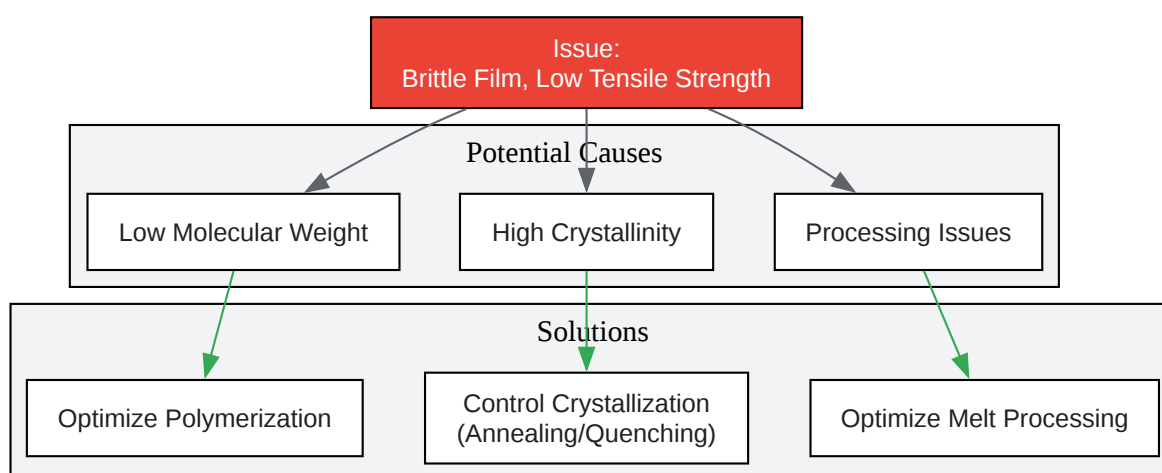 Issue:
Brittle Film, Low Tensile Strength
Potential Causes
Low Molecular Weight
High Crystallinity
Processing Issues
Solutions
Optimize Polymerization
Control Crystallization
(Annealing/Quenching)
Optimize Melt Processing